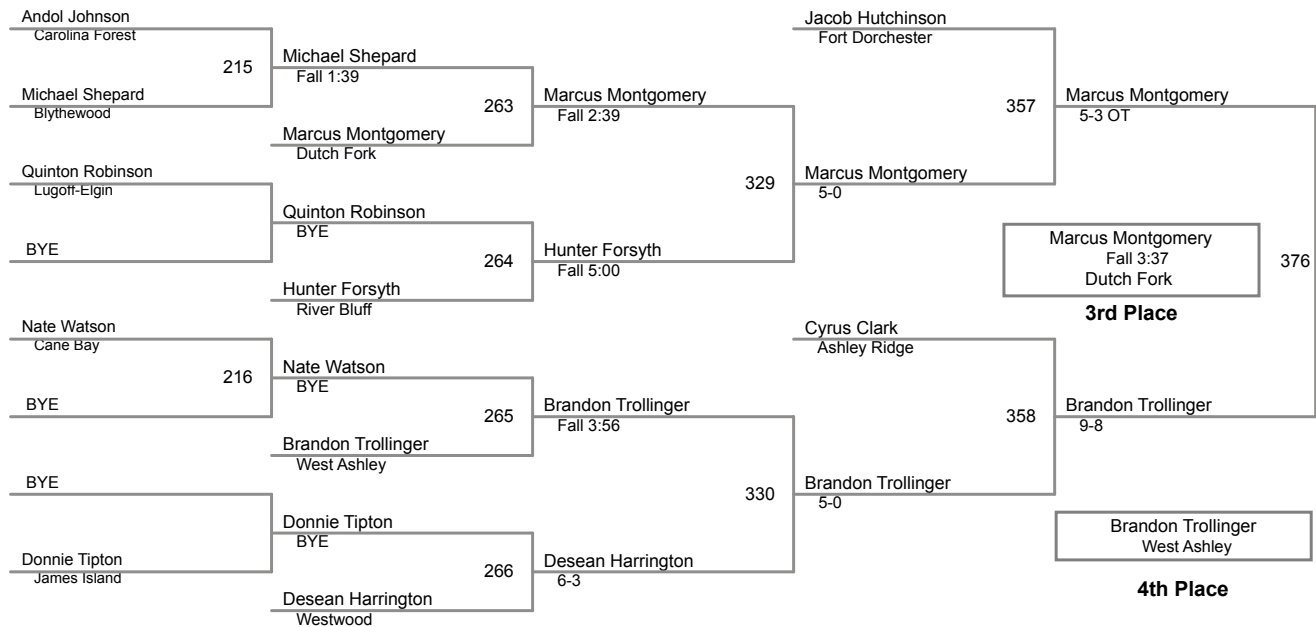 Andol Johnson
Carolina Forest
215
Michael Shepard
Blythewood
Quinton Robinson
Lugoff-Elgin
BYE
Nate Watson
Cane Bay
216
BYE
BYE
Donnie Tipton
James Island
Michael Shepard
Fall 1:39
263
Marcus Montgomery
Dutch Fork
Quinton Robinson
BYE
264
Hunter Forsyth
River Bluff
Nate Watson
BYE
265
Brandon Trollinger
West Ashley
Donnie Tipton
BYE
266
Desean Harrington
Westwood
Marcus Montgomery
Fall 2:39
329
Hunter Forsyth
Fall 5:00
Brandon Trollinger
Fall 3:56
330
Desean Harrington
6-3
Jacob Hutchinson
Fort Dorchester
357
Marcus Montgomery
5-0
Cyrus Clark
Ashley Ridge
358
Brandon Trollinger
5-0
Marcus Montgomery
5-3 OT
Marcus Montgomery
Fall 3:37
Dutch Fork
376
3rd Place
Brandon Trollinger
9-8
Brandon Trollinger
West Ashley
4th Place